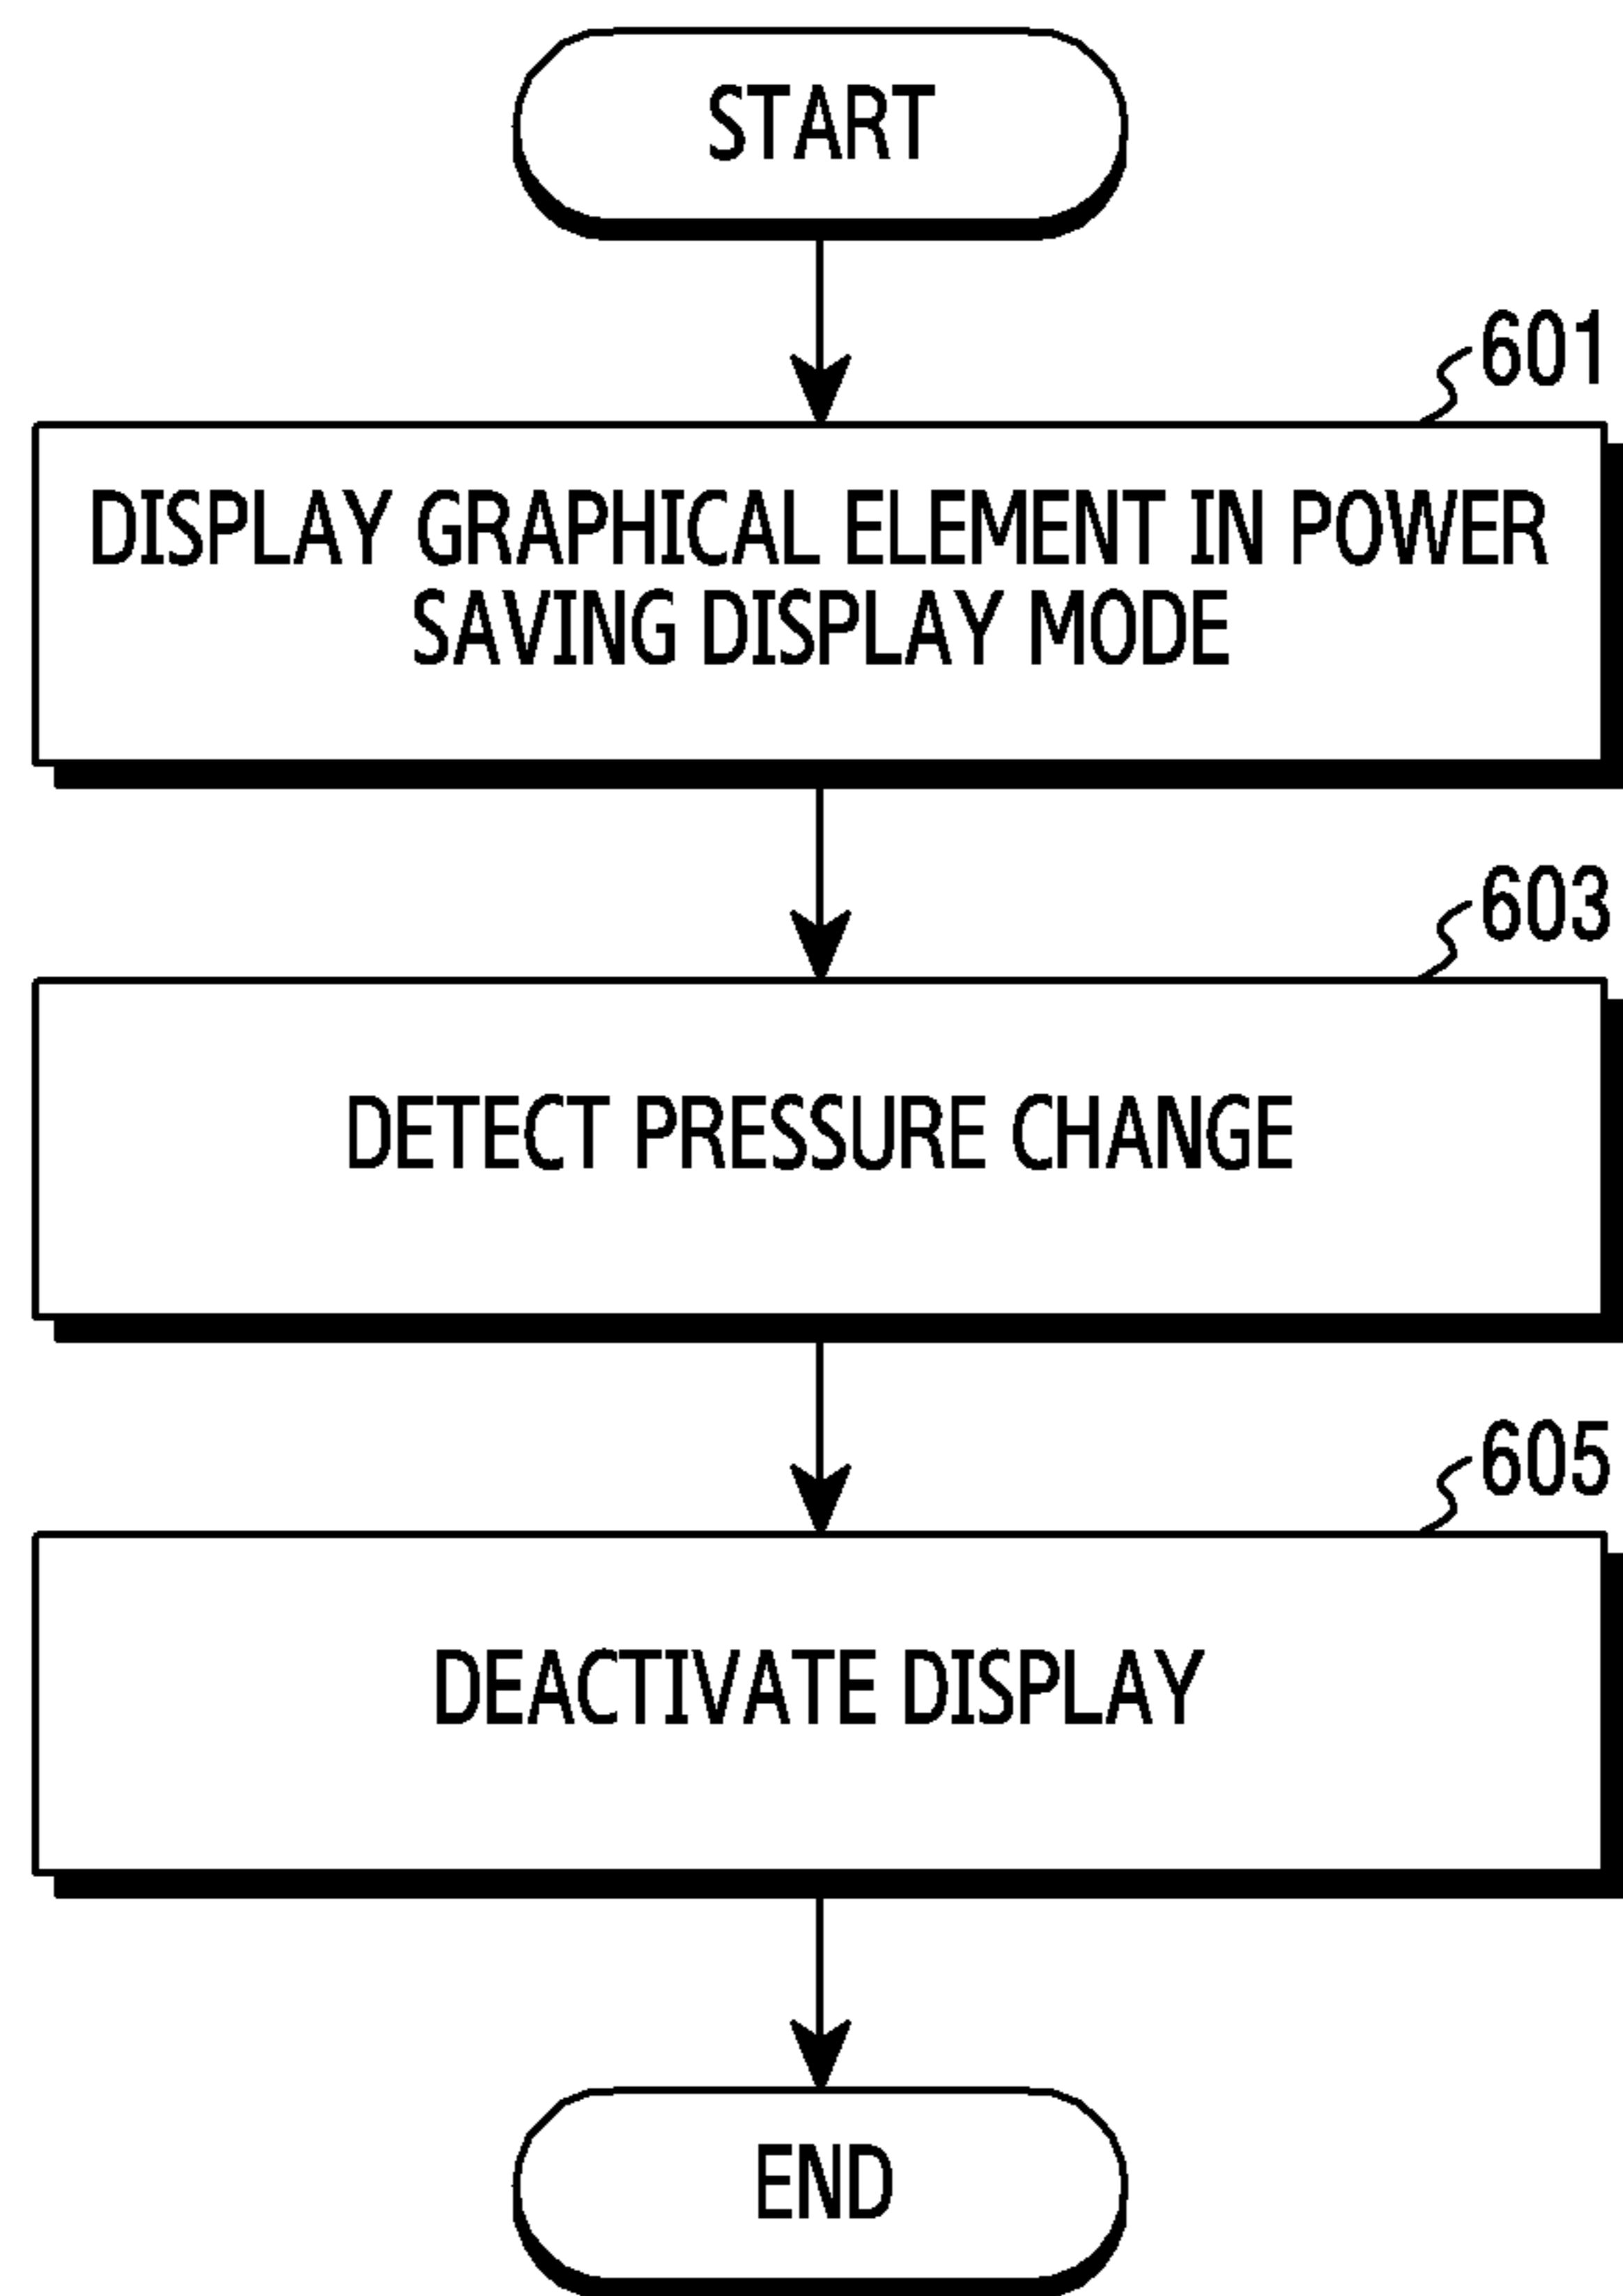 START
601
DISPLAY GRAPHICAL ELEMENT IN POWER
SAVING DISPLAY MODE
603
DETECT PRESSURE CHANGE
605
DEACTIVATE DISPLAY
END